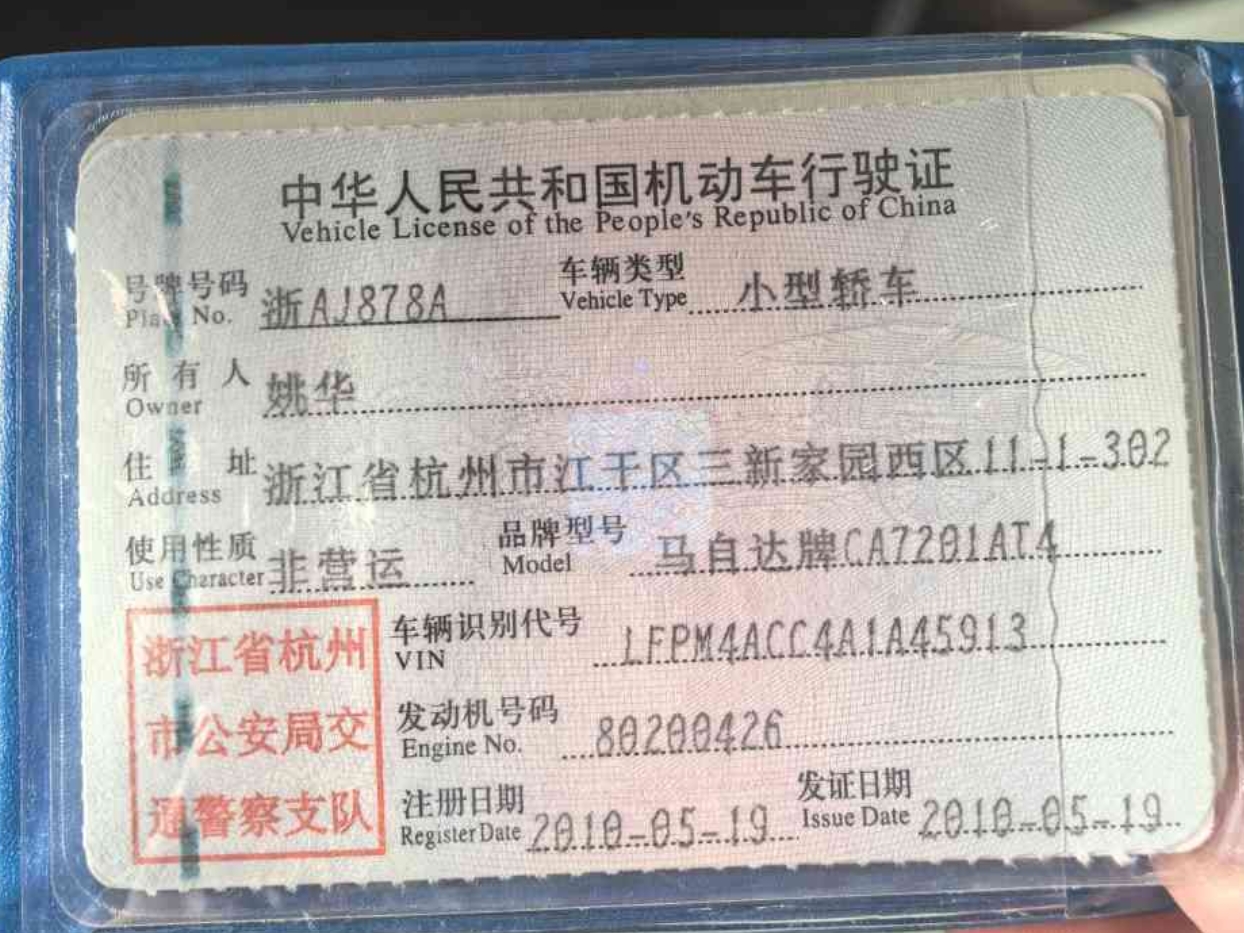 中华人民共和国机动车行驶证
Vehicle License of the People's Republic of China
号牌号码 浙AJ878A 车辆类型 小型轿车
Plate No. Vehicle Type
所有人 姚华
Owner
住址 浙江省杭州市江干区三新家园西区11-1-302
Address
使用性质 非营运 品牌型号 马自达牌CA7201AT4
Use Character Model
浙江省杭州
市公安局交
通警察支队
车辆识别代号 LFPM4ACC4A1A45913
VIN
发动机号码 80200426
Engine No.
注册日期 2010-05-19 发证日期 2010-05-19
Register Date Issue Date